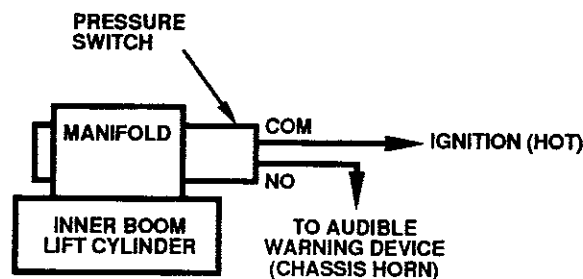 PRESSURE
SWITCH
MANIFOLD
COM
IGNITION (HOT)
NO
INNER BOOM
LIFT CYLINDER
TO AUDIBLE
WARNING DEVICE
(CHASSIS HORN)